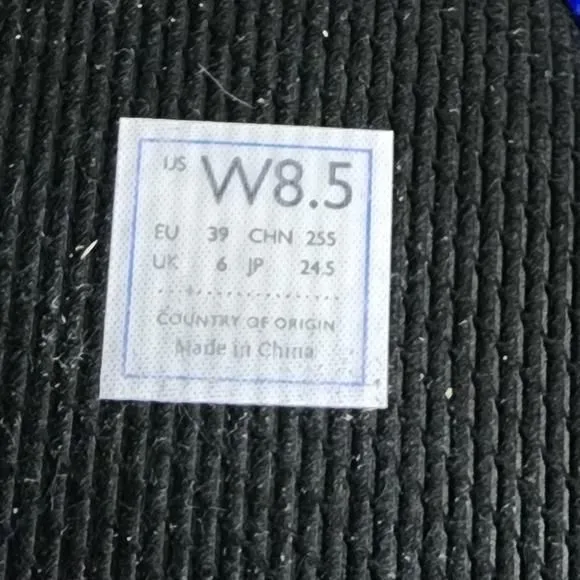 US W8.5
EU 39 CHN 255
UK 6 JP 24.5
COUNTRY OF ORIGIN
Made in China